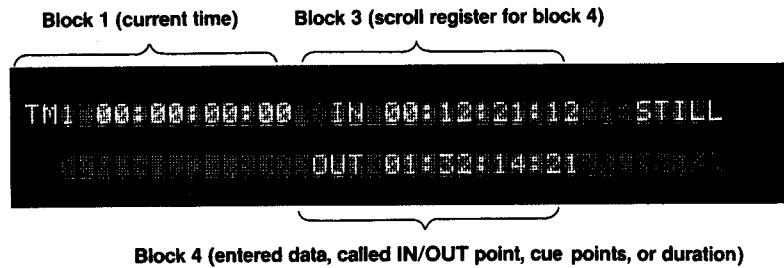 Block 1 (current time) Block 3 (scroll register for block 4)
TM1 00:00:00:00 IN 00:12:21:12 STILL
OUT 01:32:14:21
Block 4 (entered data, called IN/OUT point, cue points, or duration)